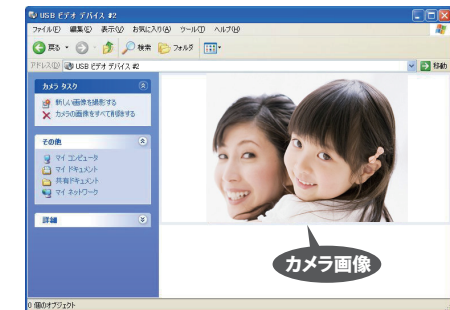 USB ビデオ デバイス #2
ファイル(F) 編集(E) 表示(V) お気に入り(A) ツール(T) ヘルプ(H)
戻る 検索 フォルダ
アドレス(D) USB ビデオ デバイス #2 移動
カメラ タスク
新しい画像を撮影する
カメラの画像をすべて削除する
その他
マイ コンピュータ
マイ ドキュメント
共有ドキュメント
マイ ネットワーク
詳細
カメラ画像
0 個のオブジェクト